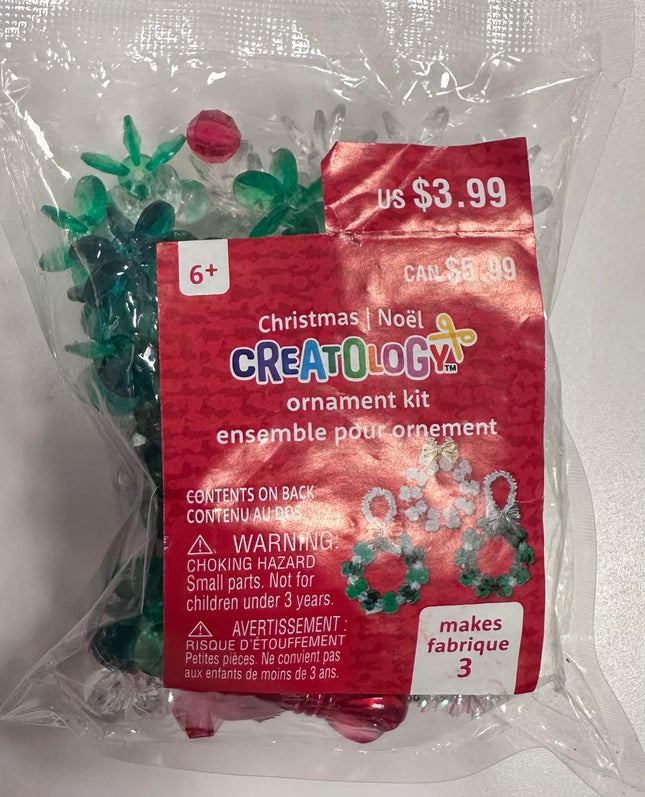 US $3.99
CAN $5.99
6+
Christmas | Noël
CREATOLOGY™
ornament kit
ensemble pour ornement
CONTENTS ON BACK
CONTENU AU DOS
⚠ WARNING:
CHOKING HAZARD
Small parts. Not for
children under 3 years.
⚠ AVERTISSEMENT :
RISQUE D'ÉTOUFFEMENT
Petites pièces. Ne convient pas
aux enfants de moins de 3 ans.
makes
fabrique
3